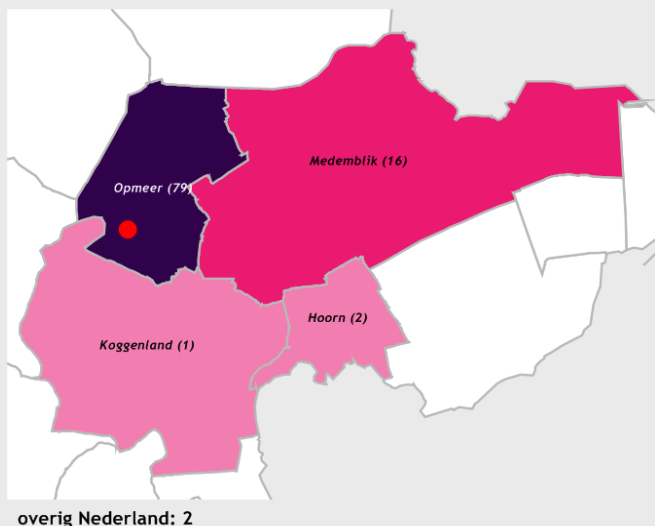 Medemblik (16)
Opmeer (79)
Hoorn (2)
Koggenland (1)
overig Nederland: 2